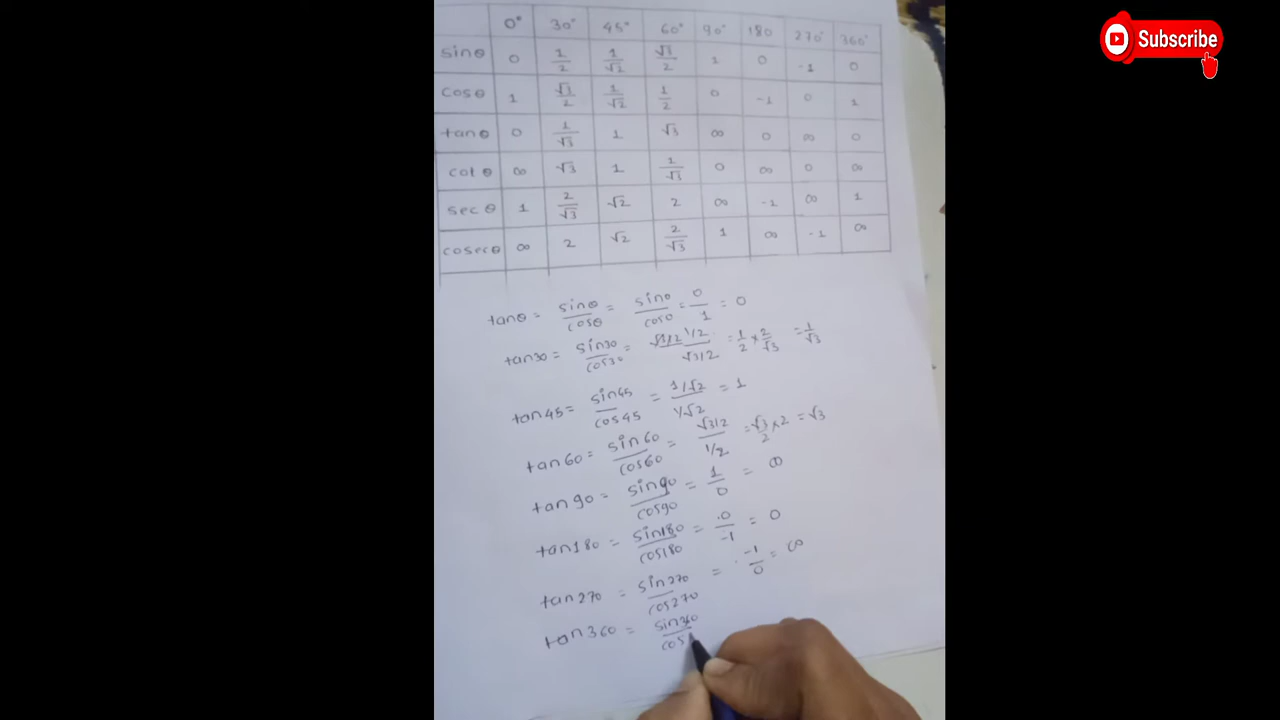 Subscribe
0° 30° 45° 60° 90° 180 270° 360°
sinθ 0 1/2 1/√2 √3/2 1 0 -1 0
cosθ 1 √3/2 1/√2 1/2 0 -1 0 1
tanθ 0 1/√3 1 √3 ∞ 0 ∞ 0
cotθ ∞ √3 1 1/√3 0 ∞ 0 ∞
secθ 1 2/√3 √2 2 ∞ -1 ∞ 1
cosecθ ∞ 2 √2 2/√3 1 ∞ -1 ∞
tanθ = sinθ/cosθ = sin0/cos0 = 0/1 = 0
tan30 = sin30/cos30 = 1/2/√3/2 = 1/2 × 2/√3 = 1/√3
tan45 = sin45/cos45 = 1/√2/1/√2 = 1
tan60 = sin60/cos60 = √3/2/1/2 = √3/2 × 2 = √3
tan90 = sin90/cos90 = 1/0 = ∞
tan180 = sin180/cos180 = 0/-1 = 0
tan270 = sin270/cos270 = -1/0 = ∞
tan360 = sin360/cos